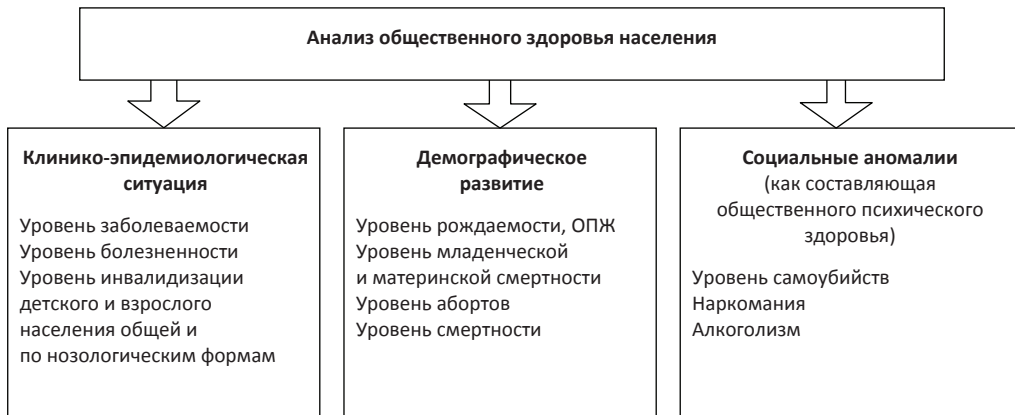 Анализ общественного здоровья населения
Клинико-эпидемиологическая
ситуация
Уровень заболеваемости
Уровень болезненности
Уровень инвалидизации
детского и взрослого
населения общей и
по нозологическим формам
Демографическое
развитие
Уровень рождаемости, ОПЖ
Уровень младенческой
и материнской смертности
Уровень абортов
Уровень смертности
Социальные аномалии
(как составляющая
общественного психического
здоровья)
Уровень самоубийств
Наркомания
Алкоголизм